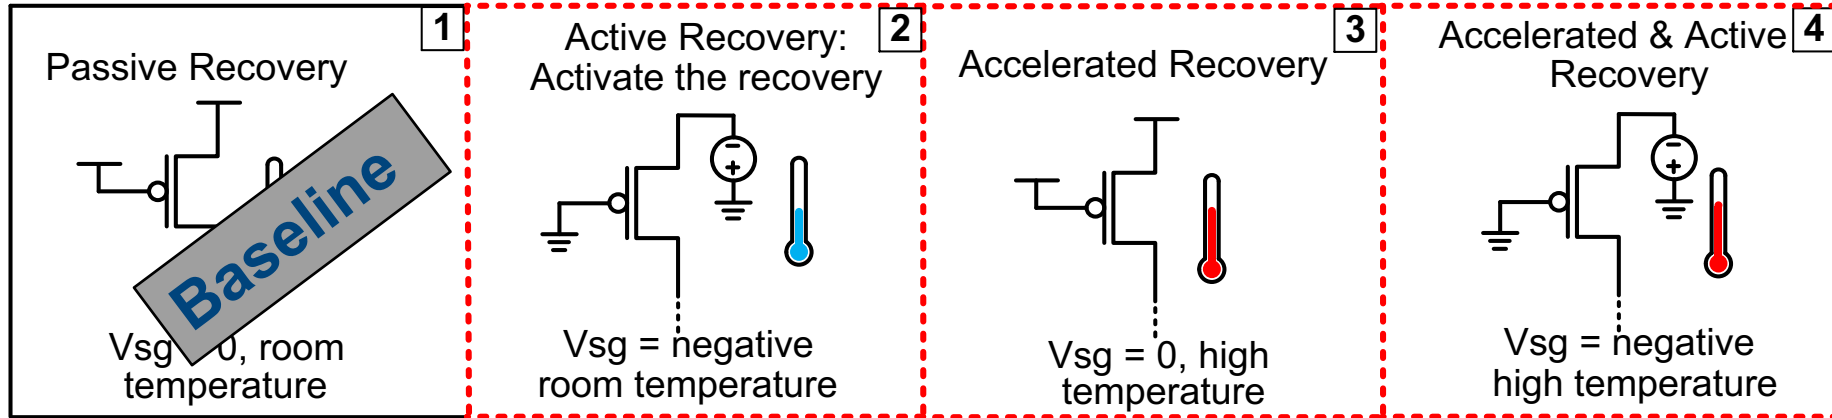 1
Passive Recovery
Baseline
Vsg 0, room
temperature
2
Active Recovery:
Activate the recovery
Vsg = negative
room temperature
3
Accelerated Recovery
Vsg = 0, high
temperature
4
Accelerated & Active
Recovery
Vsg = negative
high temperature